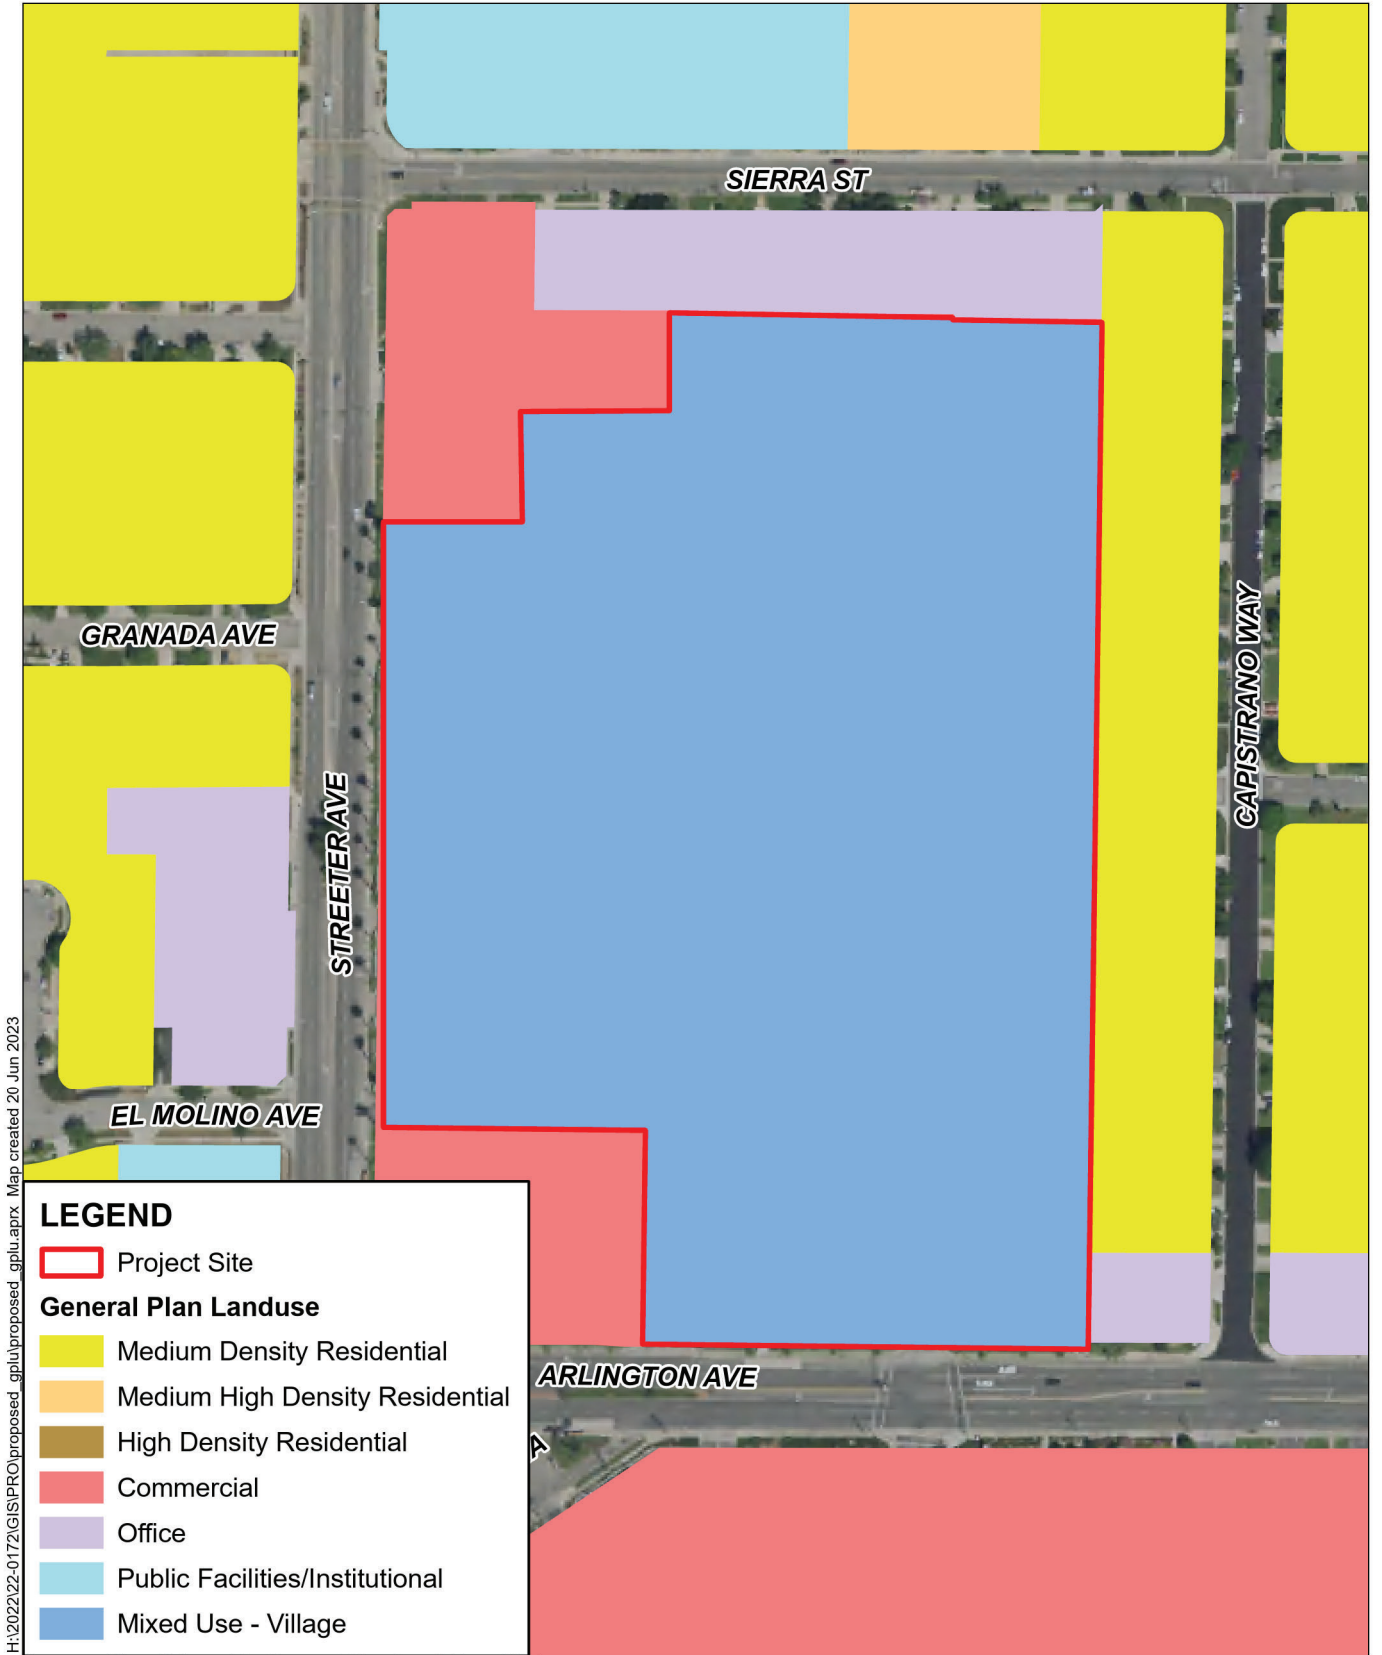 SIERRA ST
GRANADA AVE
CAPISTRANO WAY
STREETER AVE
EL MOLINO AVE
ARLINGTON AVE
A
LEGEND
Project Site
General Plan Landuse
Medium Density Residential
Medium High Density Residential
High Density Residential
Commercial
Office
Public Facilities/Institutional
Mixed Use - Village
H:\2022\22-0172\GIS\PRO\proposed_gplu\proposed_gplu.aprx Map created 20 Jun 2023